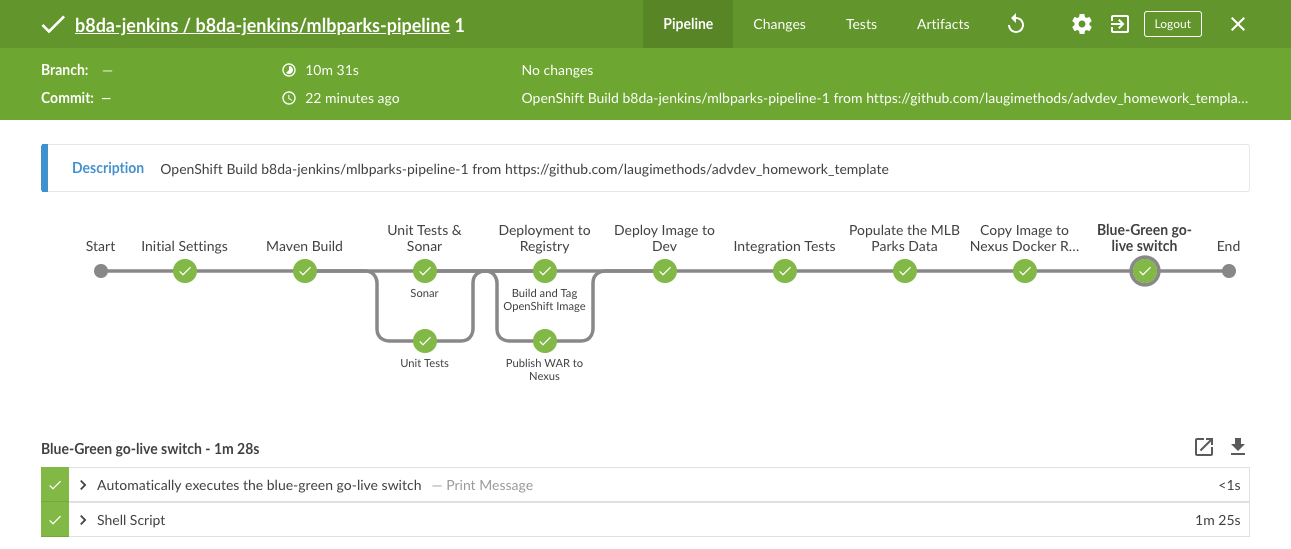 b8da-jenkins / b8da-jenkins/mlbparks-pipeline 1
Pipeline
Changes
Tests
Artifacts
Logout
Branch: —
10m 31s
No changes
Commit: —
22 minutes ago
OpenShift Build b8da-jenkins/mlbparks-pipeline-1 from https://github.com/laugimethods/advdev_homework_templa...
Description OpenShift Build b8da-jenkins/mlbparks-pipeline-1 from https://github.com/laugimethods/advdev_homework_template
Start
Initial Settings
Maven Build
Unit Tests &
Sonar
Deployment to
Registry
Deploy Image to
Dev
Integration Tests
Populate the MLB
Parks Data
Copy Image to
Nexus Docker R...
Blue-Green go-
live switch
End
Sonar
Build and Tag
OpenShift Image
Unit Tests
Publish WAR to
Nexus
Blue-Green go-live switch - 1m 28s
Automatically executes the blue-green go-live switch — Print Message
<1s
Shell Script
1m 25s